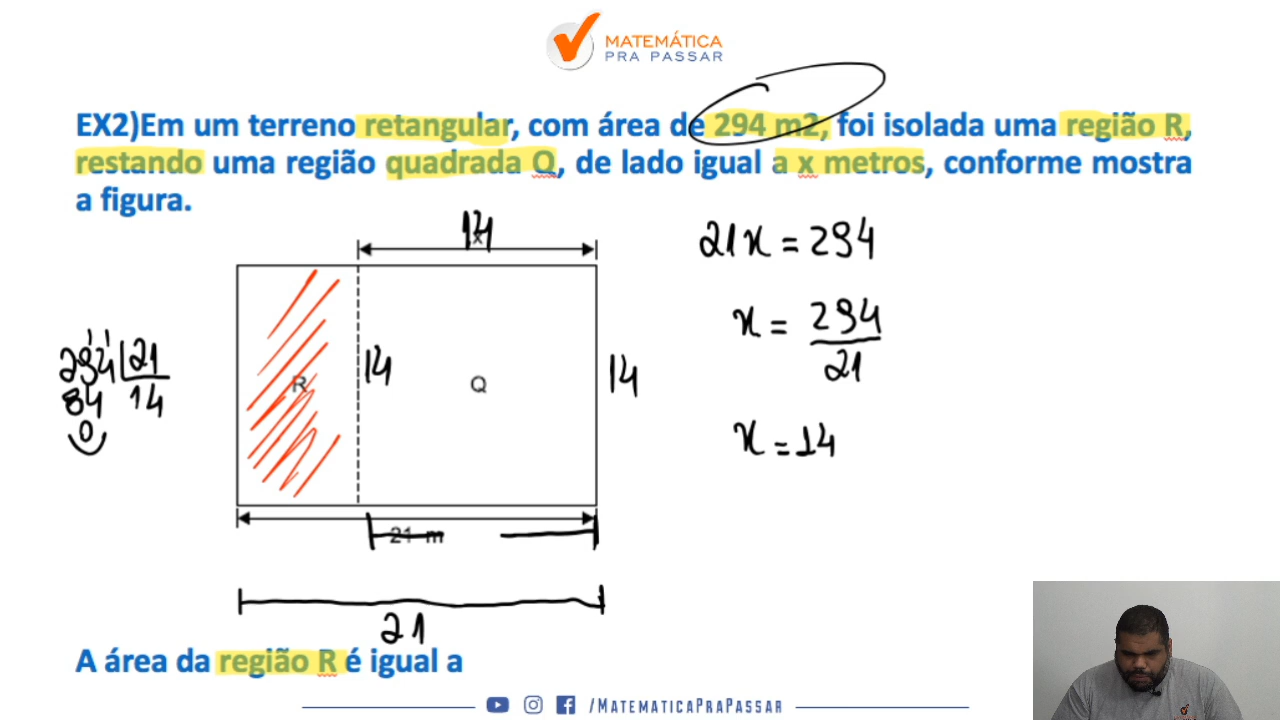 MATEMÁTICA
PRA PASSAR
EX2)Em um terreno retangular, com área de 294 m2, foi isolada uma região R,
restando uma região quadrada Q, de lado igual a x metros, conforme mostra
a figura.
14
21x = 294
x = 294
21
x = 14
294 21
84 14
0
R
14
Q
14
21 m
21
A área da região R é igual a
/MATEMATICAPRAPASSAR